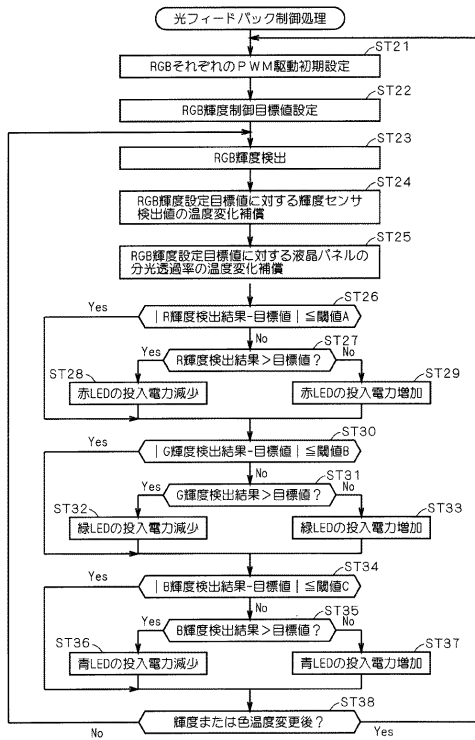 光フィードバック制御処理
ST21
RGBそれぞれのPWM駆動初期設定
ST22
RGB輝度制御目標値設定
ST23
RGB輝度検出
ST24
RGB輝度設定目標値に対する輝度センサ
検出値の温度変化補償
ST25
RGB輝度設定目標値に対する液晶パネルの
分光透過率の温度変化補償
ST26
Yes
|R輝度検出結果-目標値|≦閾値A
No
ST27
Yes
R輝度検出結果>目標値?
No
ST28
ST29
赤LEDの投入電力減少
赤LEDの投入電力増加
ST30
Yes
|G輝度検出結果-目標値|≦閾値B
No
ST31
Yes
G輝度検出結果>目標値?
No
ST32
ST33
緑LEDの投入電力減少
緑LEDの投入電力増加
ST34
Yes
|B輝度検出結果-目標値|≦閾値C
No
ST35
Yes
B輝度検出結果>目標値?
No
ST36
ST37
青LEDの投入電力減少
青LEDの投入電力増加
ST38
輝度または色温度変更後?
No
Yes